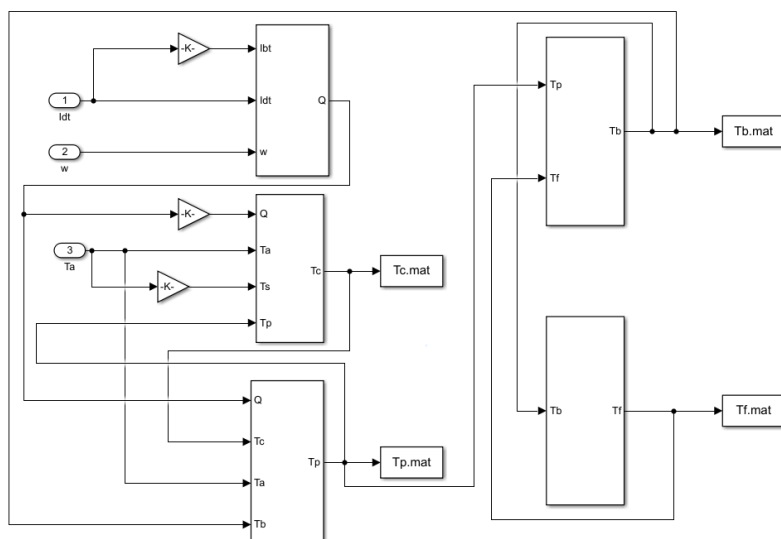 1
Idt
2
w
3
Ta
-K-
Ibt
Idt
w
Q
-K-
-K-
Q
Ta
Ts
Tp
Tc
Tc.mat
Q
Tc
Ta
Tb
Tp
Tp.mat
Tp
Tf
Tb
Tb.mat
Tb
Tf
Tf.mat